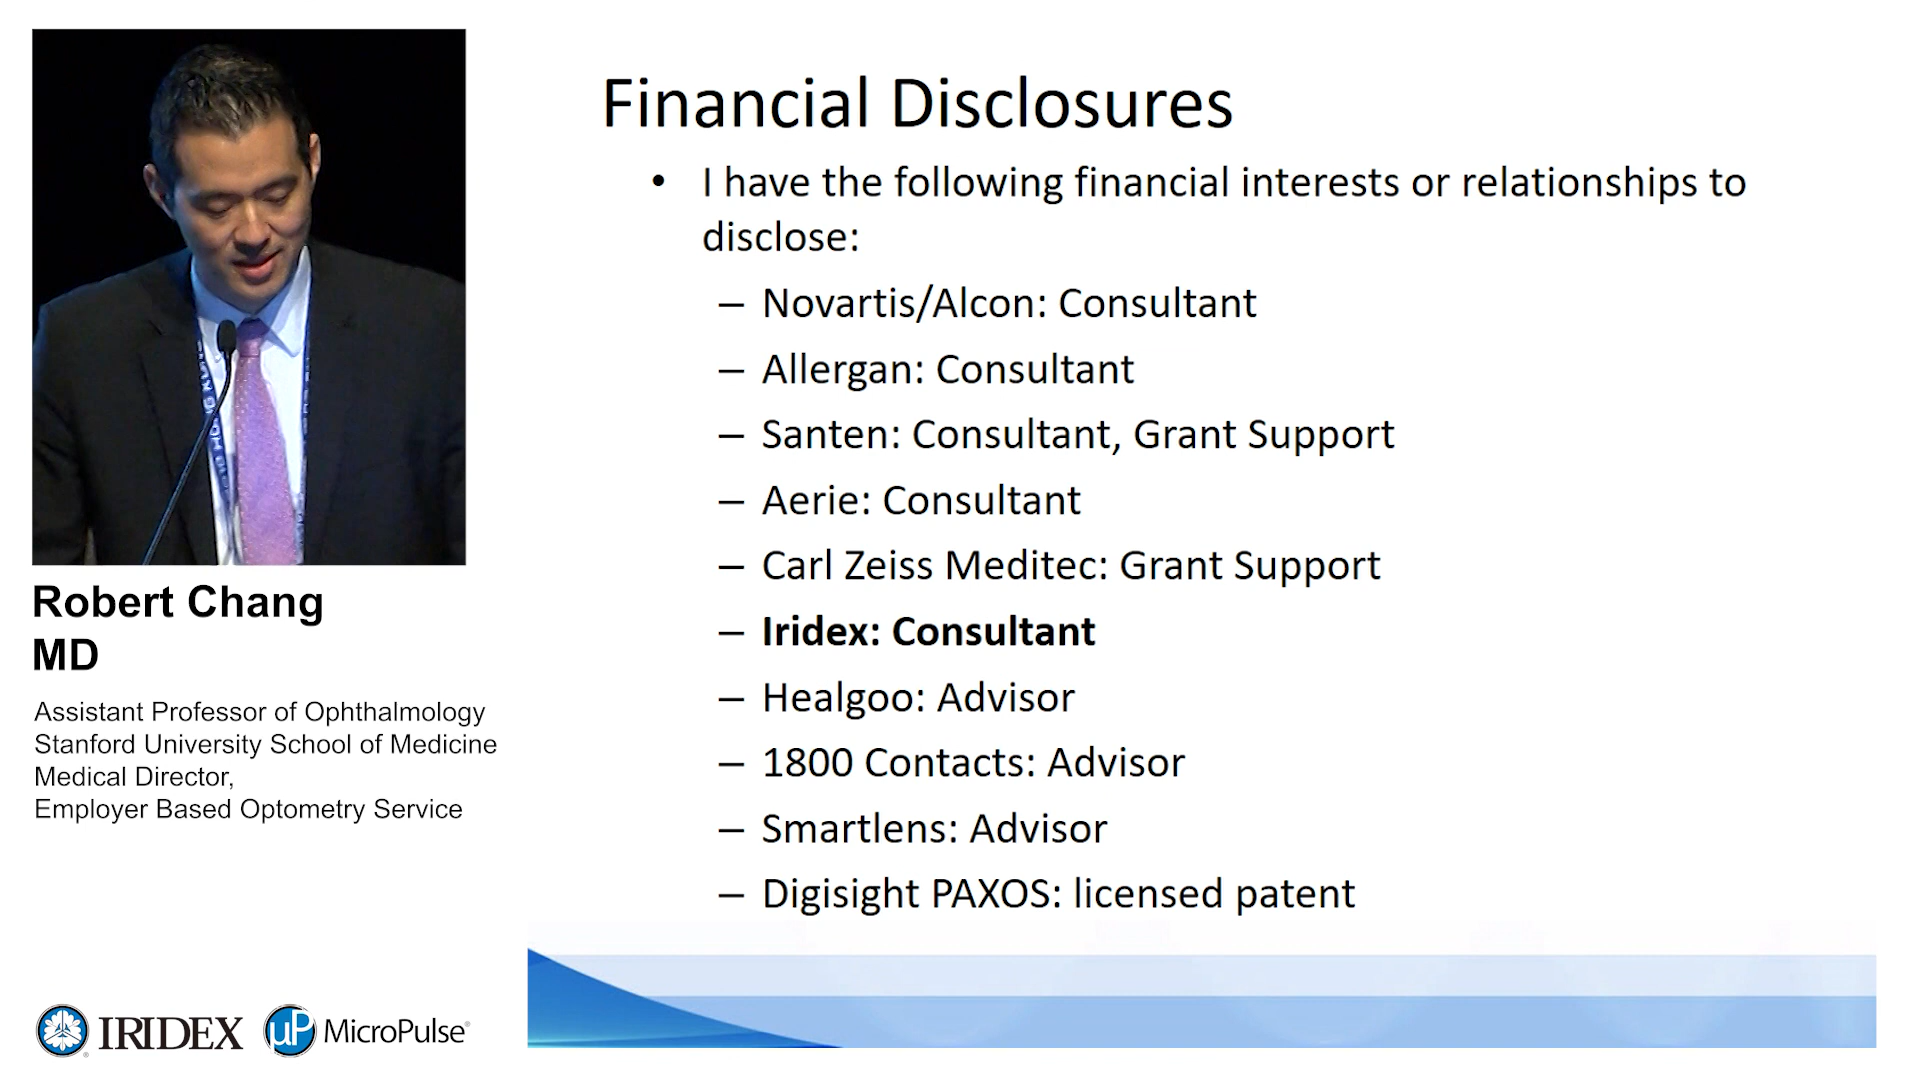 Financial Disclosures
• I have the following financial interests or relationships to
disclose:
– Novartis/Alcon: Consultant
– Allergan: Consultant
– Santen: Consultant, Grant Support
– Aerie: Consultant
– Carl Zeiss Meditec: Grant Support
– Iridex: Consultant
– Healgoo: Advisor
– 1800 Contacts: Advisor
– Smartlens: Advisor
– Digisight PAXOS: licensed patent
Robert Chang
MD
Assistant Professor of Ophthalmology
Stanford University School of Medicine
Medical Director,
Employer Based Optometry Service
IRIDEX® µP MicroPulse®